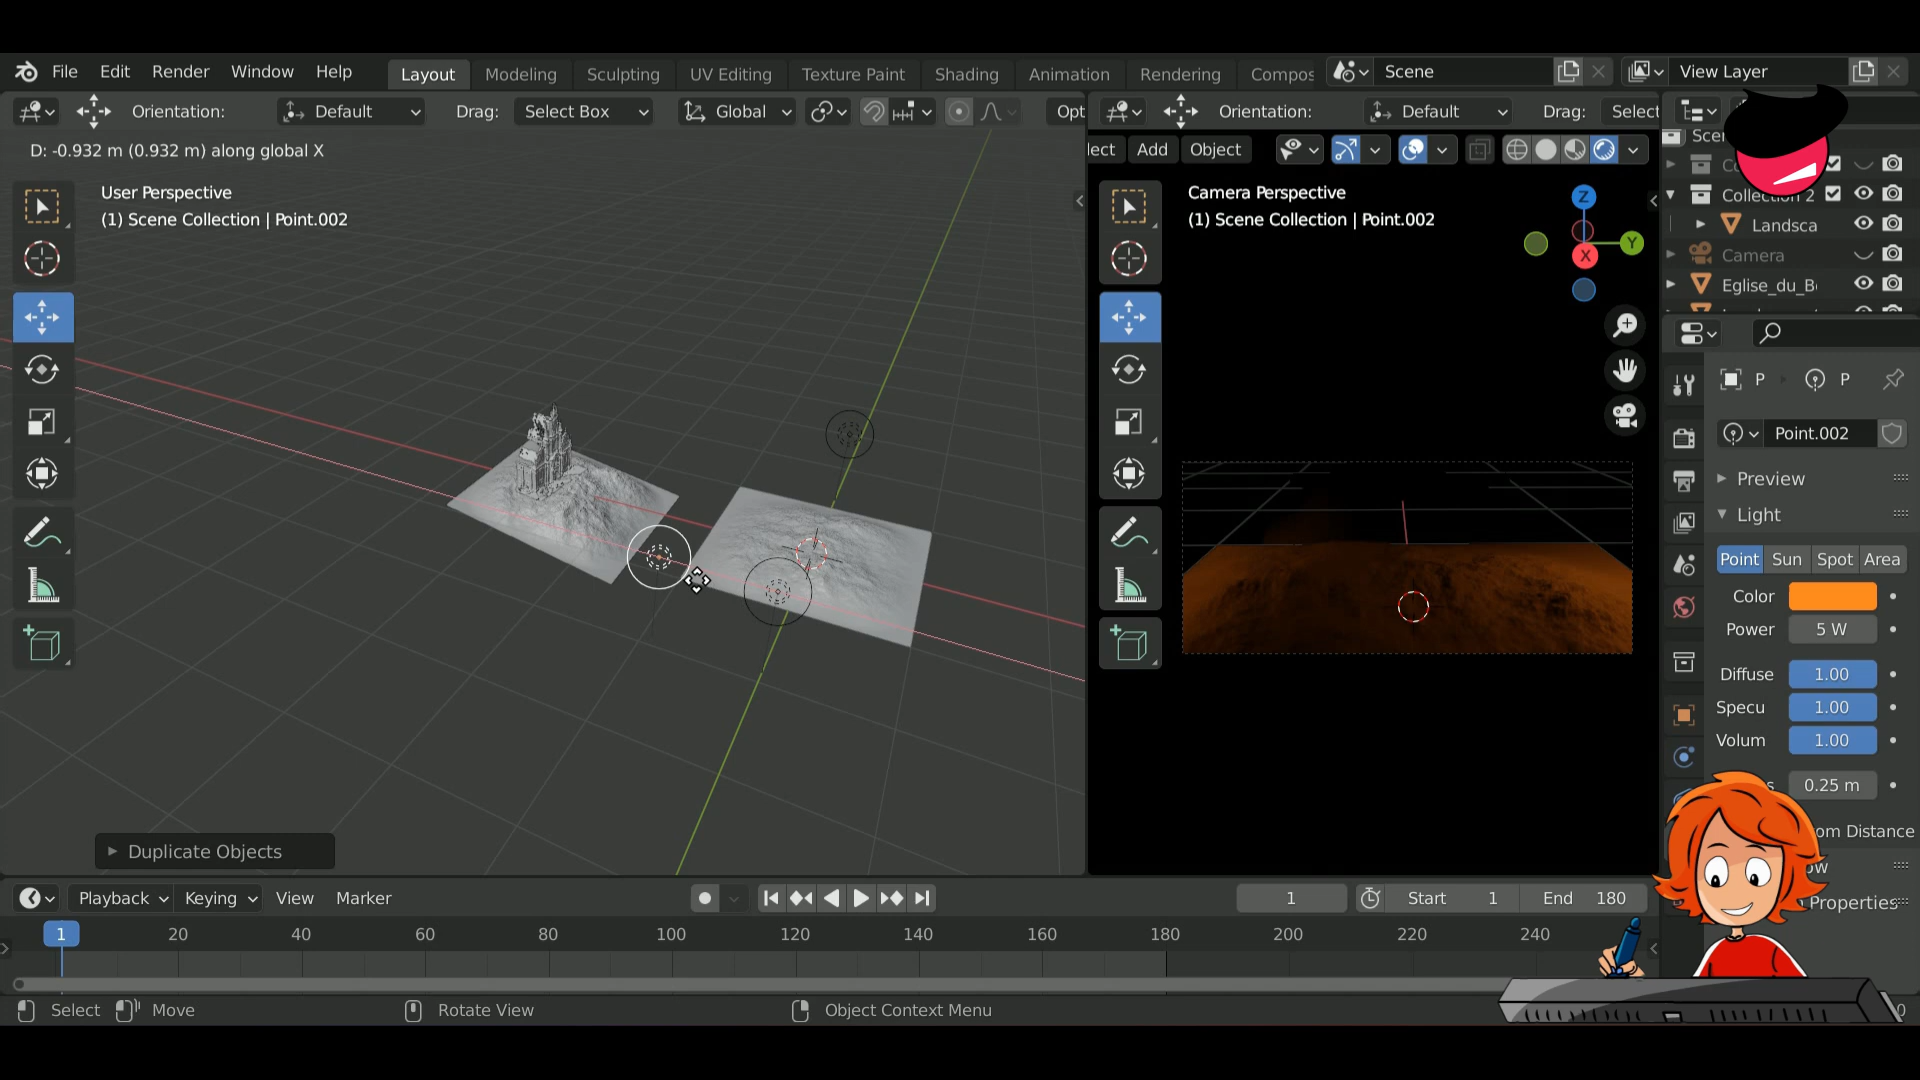 File Edit Render Window Help Layout Modeling Sculpting UV Editing Texture Paint Shading Animation Rendering Compos Scene View Layer
Orientation: Default Drag: Select Box Global Opt Orientation: Default Drag: Select
D: -0.932 m (0.932 m) along global X
lect Add Object
User Perspective
(1) Scene Collection | Point.002
Camera Perspective
(1) Scene Collection | Point.002
Z
Y
X
Scen
Collection 2
Landsca
Camera
Eglise_du_B
P P
Point.002
Preview
Light
Point Sun Spot Area
Color
Power 5 W
Diffuse 1.00
Specu 1.00
Volum 1.00
s 0.25 m
om Distance
ow
Properties
Duplicate Objects
Playback Keying View Marker 1 Start 1 End 180
1 20 40 60 80 100 120 140 160 180 200 220 240
Select Move Rotate View Object Context Menu